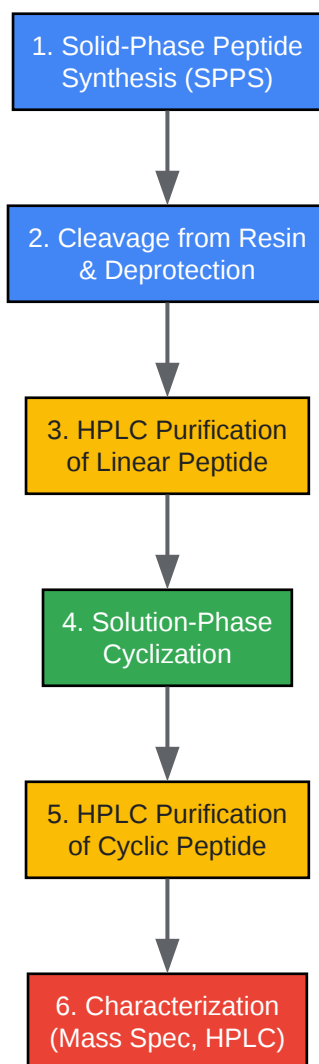 1. Solid-Phase Peptide
Synthesis (SPPS)
2. Cleavage from Resin
& Deprotection
3. HPLC Purification
of Linear Peptide
4. Solution-Phase
Cyclization
5. HPLC Purification
of Cyclic Peptide
6. Characterization
(Mass Spec, HPLC)